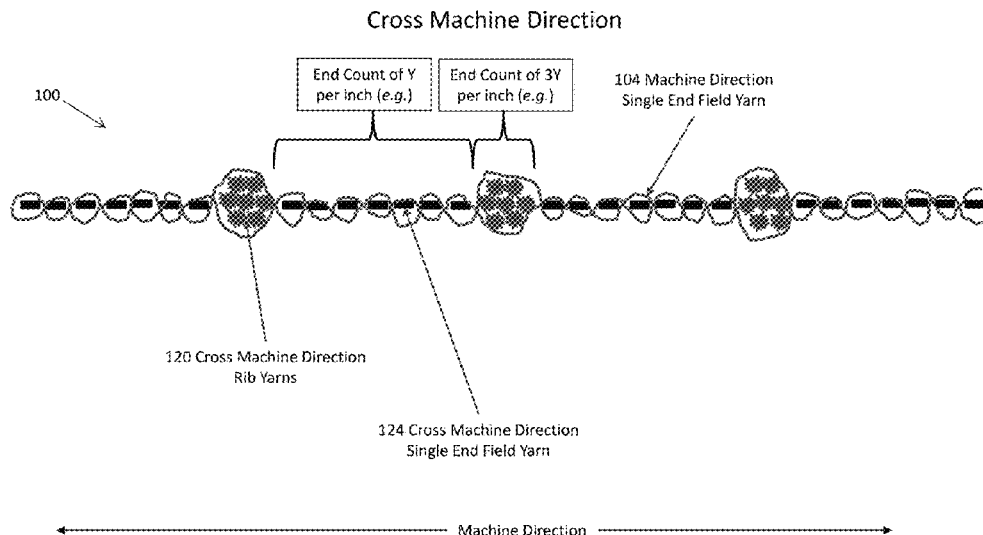 Cross Machine Direction
End Count of Y
per inch (e.g.)
End Count of 3Y
per inch (e.g.)
104 Machine Direction
Single End Field Yarn
100
120 Cross Machine Direction
Rib Yarns
124 Cross Machine Direction
Single End Field Yarn
Machine Direction